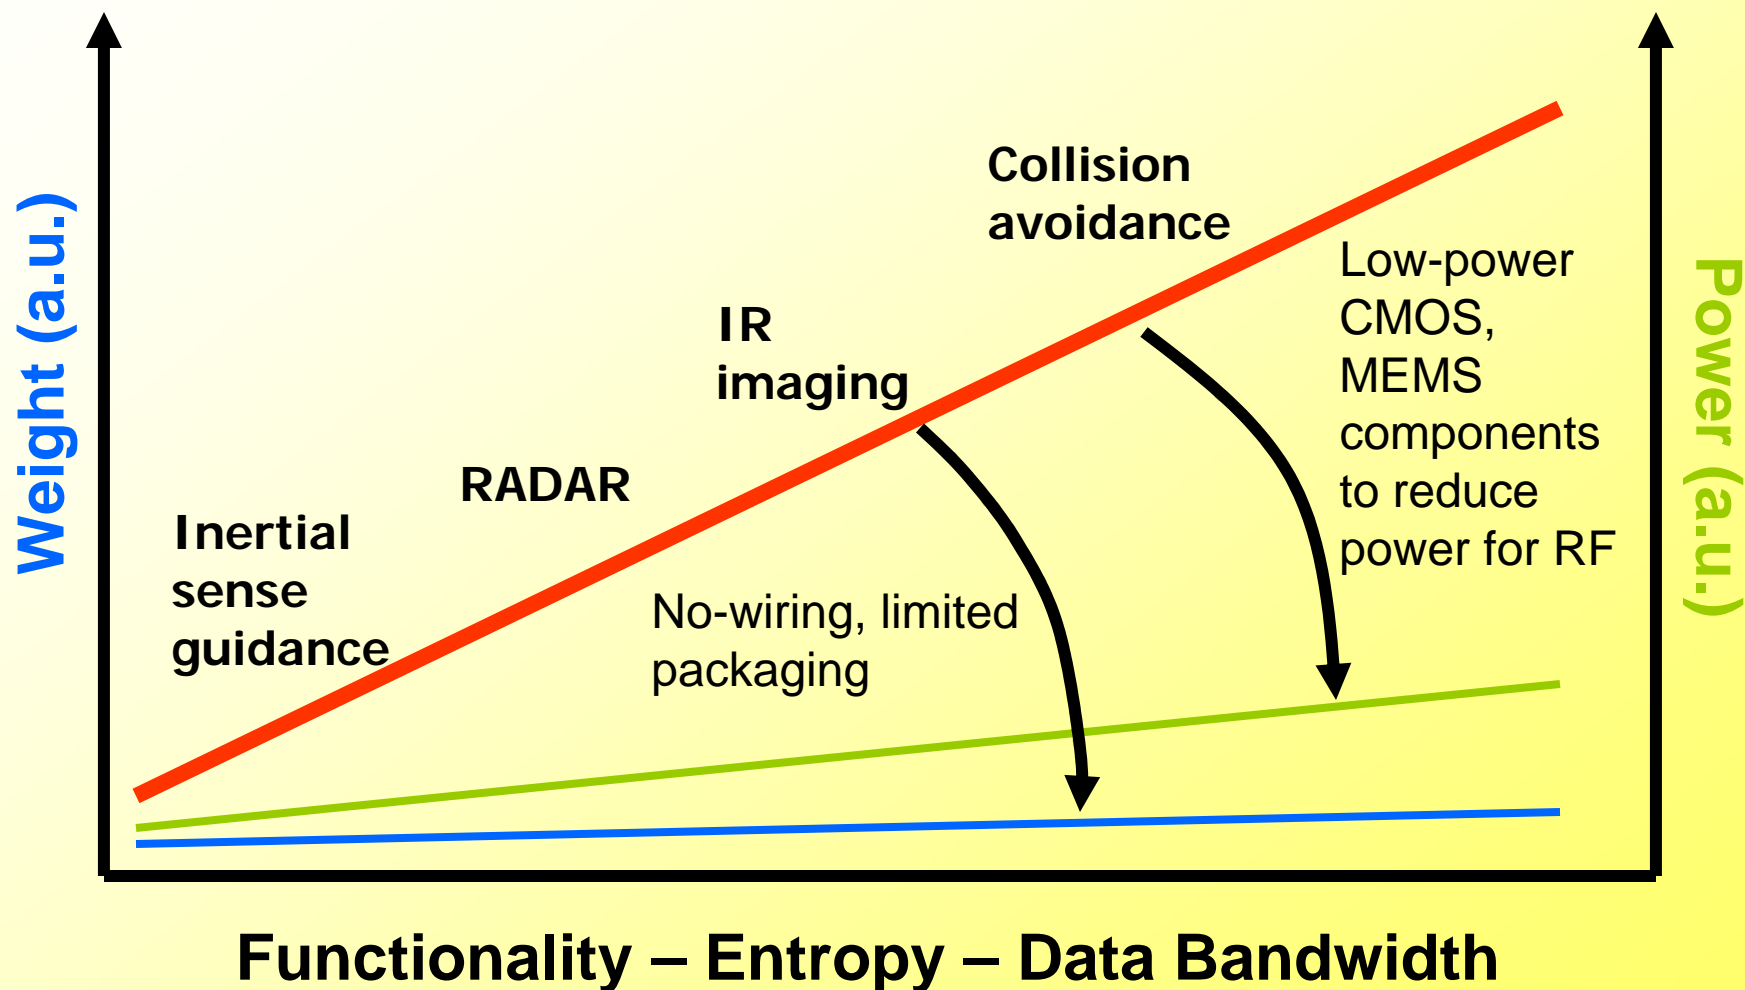 Weight (a.u.)
Collision
avoidance
IR
imaging
RADAR
Inertial
sense
guidance
Low-power
CMOS,
MEMS
components
to reduce
power for RF
No-wiring, limited
packaging
Power (a.u.)
Functionality – Entropy – Data Bandwidth